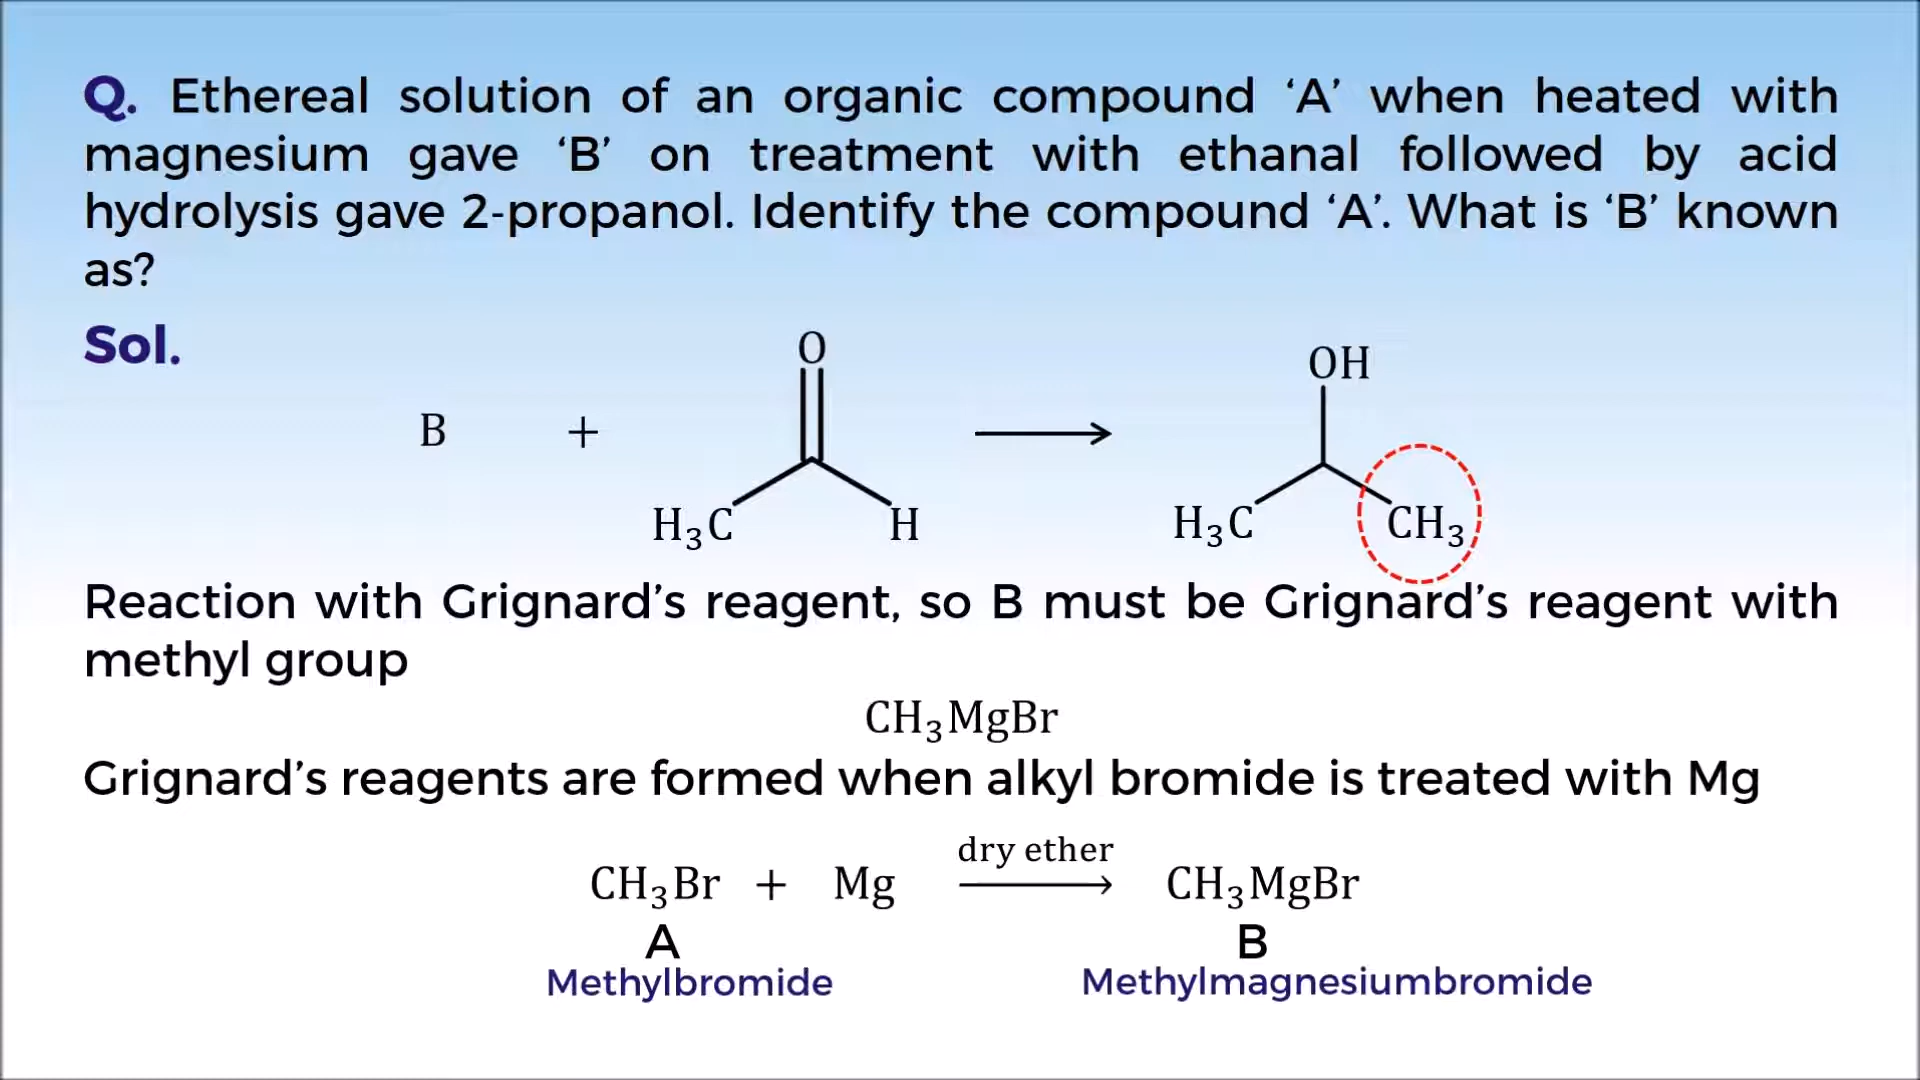 Q. Ethereal solution of an organic compound ‘A’ when heated with
magnesium gave ‘B’ on treatment with ethanal followed by acid
hydrolysis gave 2-propanol. Identify the compound ‘A’. What is ‘B’ known
as?
Sol.
O
OH
B +
H₃C H
H₃C CH₃
Reaction with Grignard’s reagent, so B must be Grignard’s reagent with
methyl group
CH₃MgBr
Grignard’s reagents are formed when alkyl bromide is treated with Mg
dry ether
CH₃Br + Mg CH₃MgBr
A B
Methylbromide Methylmagnesiumbromide